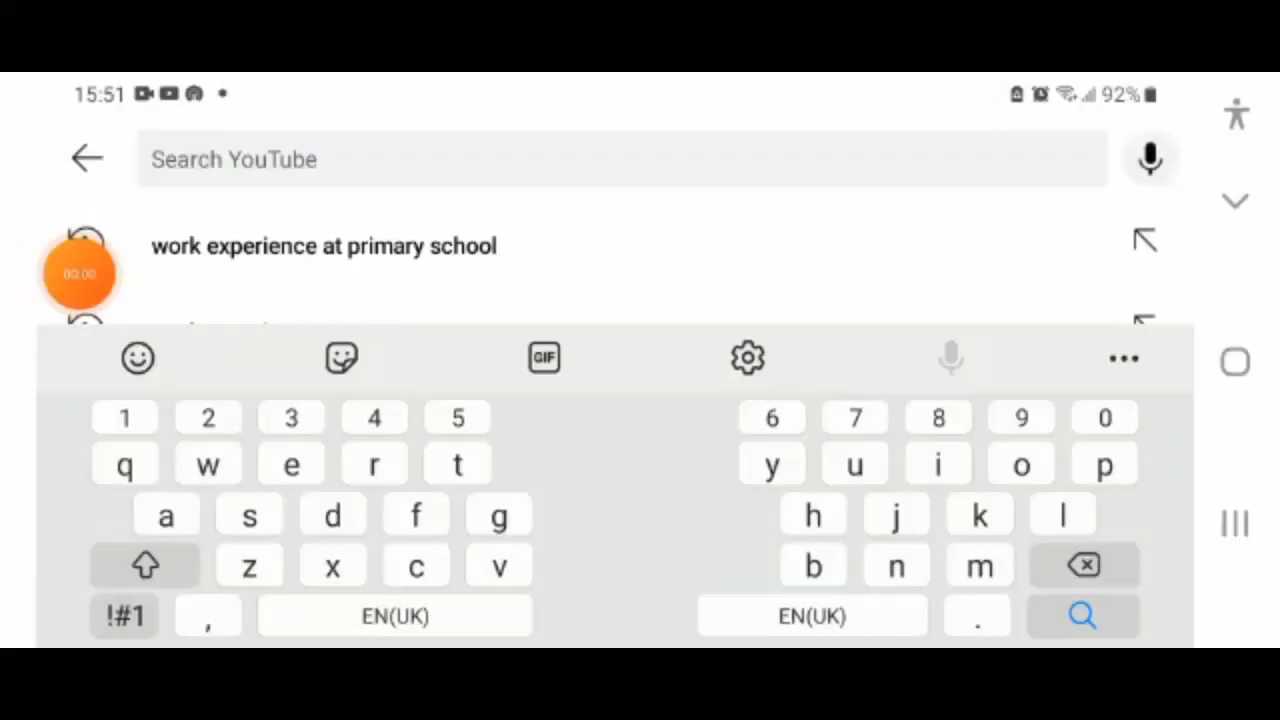 15:51
92%
Search YouTube
00:00
work experience at primary school
GIF
1 2 3 4 5 6 7 8 9 0
q w e r t y u i o p
a s d f g h j k l
z x c v b n m
!#1 , EN(UK) EN(UK) .